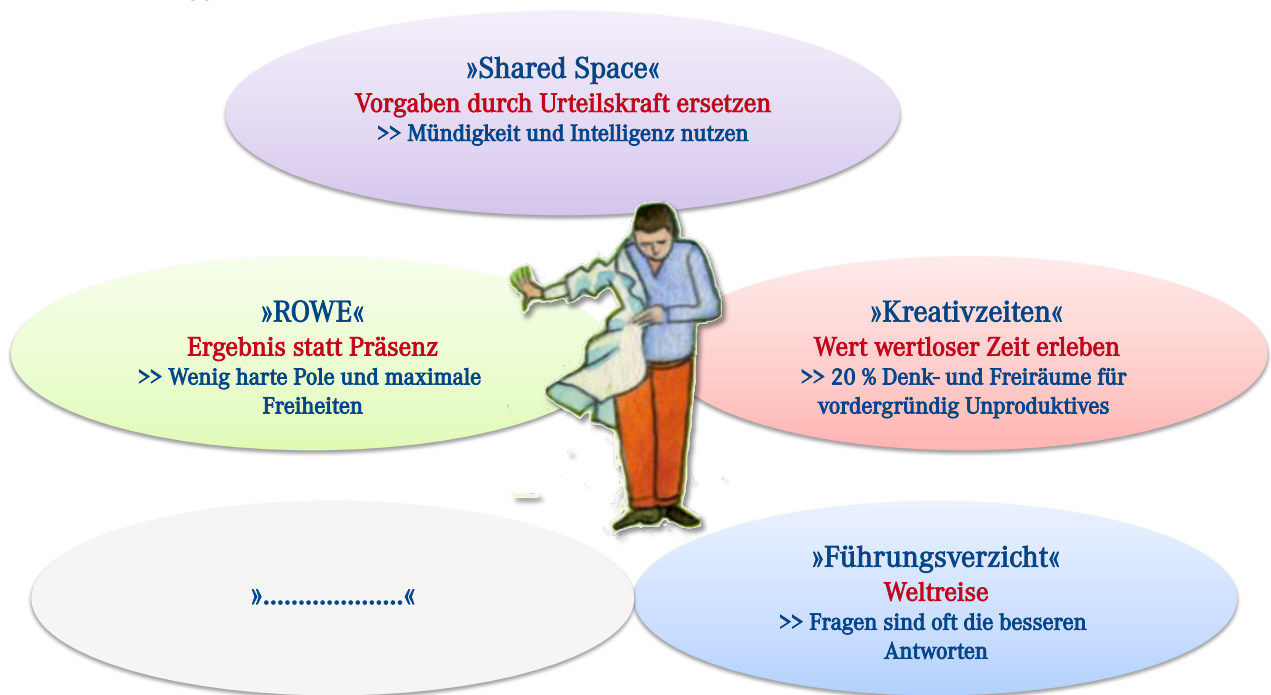 »Shared Space«
Vorgaben durch Urteilskraft ersetzen
>> Mündigkeit und Intelligenz nutzen
»ROWE«
Ergebnis statt Präsenz
>> Wenig harte Pole und maximale
Freiheiten
»Kreativzeiten«
Wert wertloser Zeit erleben
>> 20 % Denk- und Freiräume für
vordergründig Unproduktives
»....................«
»Führungsverzicht«
Weltreise
>> Fragen sind oft die besseren
Antworten